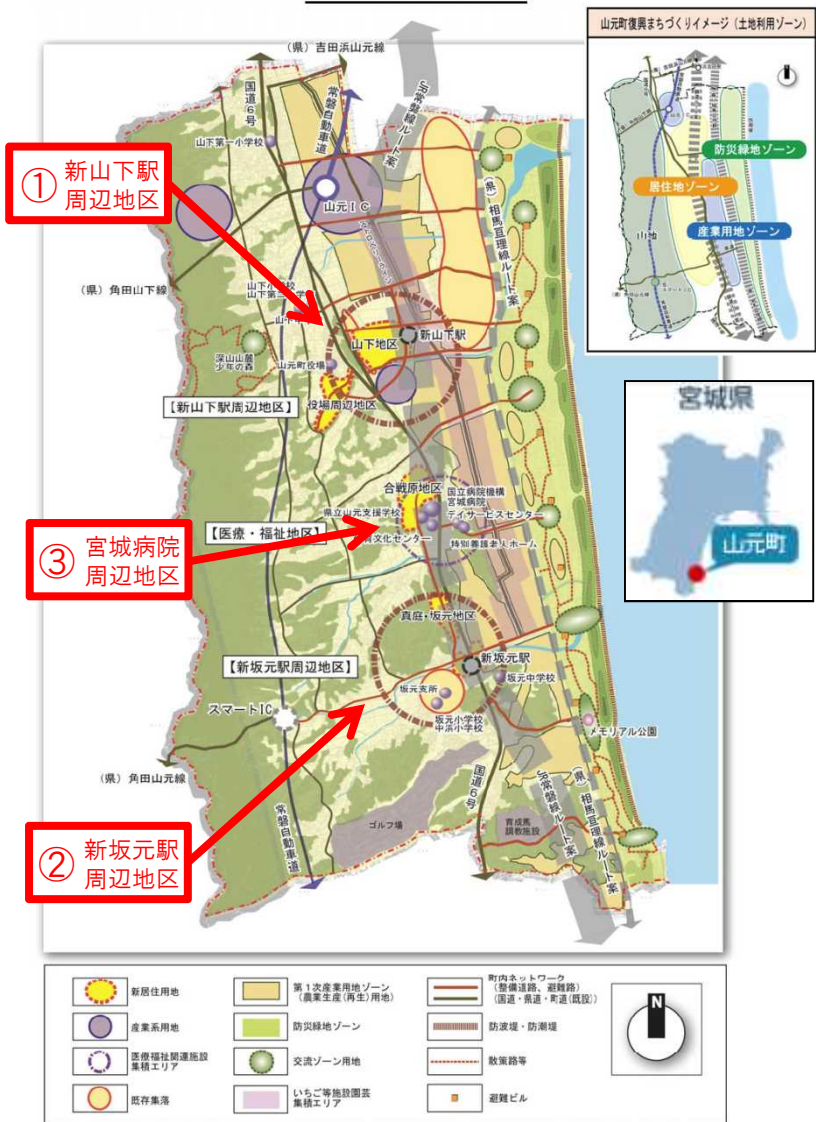 (県) 吉田浜山元線
国道6号
常磐自動車道
JR常磐線ルート案
山下第一小学校
① 新山下駅
周辺地区
山元IC
(県) 相馬亘理線ルート案
(県) 角田山下線
山下小学校
新山下駅
山下地区
深山山麓
少年の森
山元町役場
【新山下駅周辺地区】
役場周辺地区
合戦原地区
国立病院機構
宮城病院
県立山元支援学校
デイサービスセンター
【医療・福祉地区】
文化センター
特別養護老人ホーム
③ 宮城病院
周辺地区
真庭・坂元地区
【新坂元駅周辺地区】
新坂元駅
坂元支所
坂元中学校
スマートIC
坂元小学校
中浜小学校
メモリアル公園
(県) 角田山元線
常磐自動車道
ゴルフ場
国道6号
育成馬
調教施設
JR常磐線ルート案
(県) 相馬亘理線ルート案
② 新坂元駅
周辺地区
山元町復興まちづくりイメージ(土地利用ゾーン)
防災緑地ゾーン
居住地ゾーン
産業用地ゾーン
山地
宮城県
山元町
新居住用地
産業系用地
医療福祉関連施設
集積エリア
既存集落
第1次産業用地ゾーン
(農業生産(再生)用地)
防災緑地ゾーン
交流ゾーン用地
いちご等施設園芸
集積エリア
町内ネットワーク
(整備道路、避難路)
(国道・県道・町道(既設))
防波堤・防潮堤
散策路等
避難ビル
N